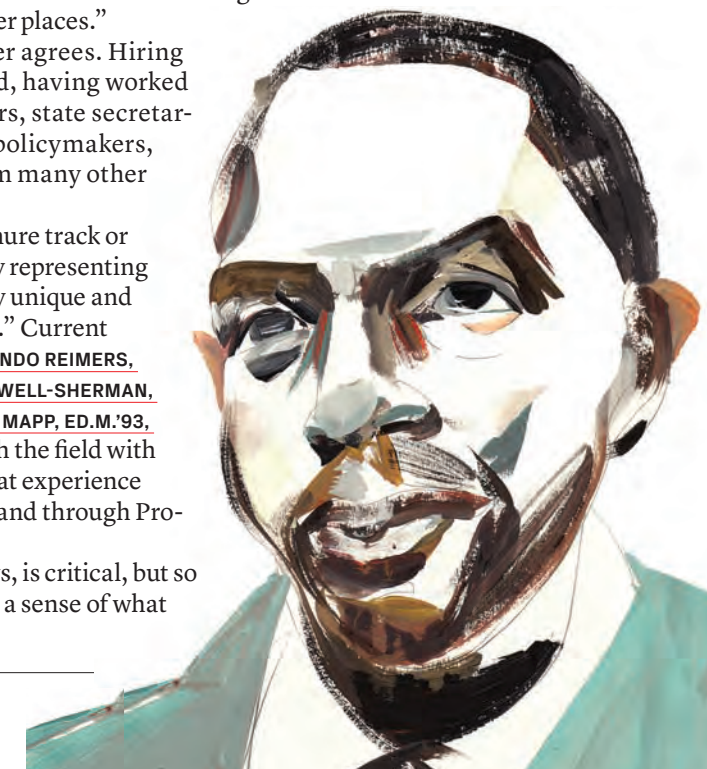 er places.”
er agrees. Hiring
d, having worked
rs, state secretar-
policymakers,
m many other
ure track or
y representing
y unique and
.” Current
NDO REIMERS,
WELL-SHERMAN,
MAPP, ED.M.’93,
n the field with
at experience
and through Pro-
s, is critical, but so
a sense of what